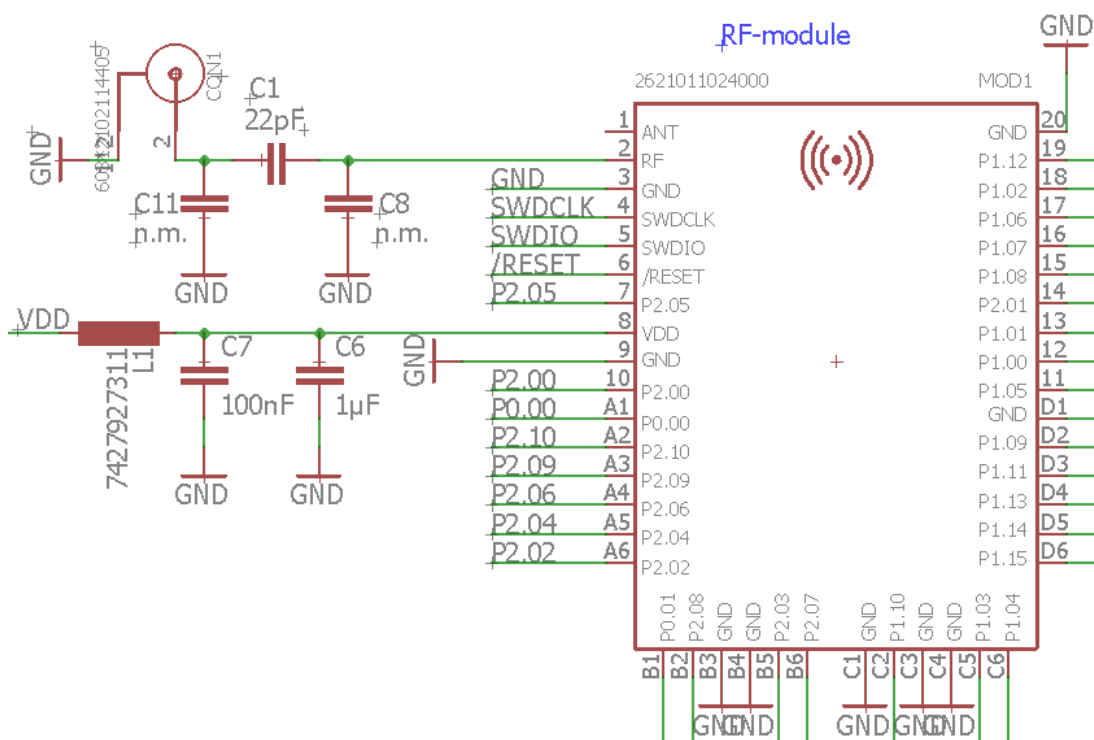 RF-module
GND
2621011024000
MOD1
CON1
C1
22pF
GND
2
C11
n.m.
C8
n.m.
GND
GND
1
ANT
2
RF
GND
3
GND
SWDCLK
4
SWDCLK
SWDIO
5
SWDIO
/RESET
6
/RESET
P2.05
7
P2.05
VDD
8
VDD
L1
7427927311
C7
100nF
C6
1µF
GND
GND
GND
9
GND
P2.00
10
P2.00
P0.00
A1
P0.00
P2.10
A2
P2.10
P2.09
A3
P2.09
P2.06
A4
P2.06
P2.04
A5
P2.04
P2.02
A6
P2.02
GND
20
P1.12
19
P1.02
18
P1.06
17
P1.07
16
P1.08
15
P2.01
14
P1.01
13
P1.00
12
P1.05
11
GND
D1
P1.09
D2
P1.11
D3
P1.13
D4
P1.14
D5
P1.15
D6
P0.01
P2.08
GND
GND
P2.03
P2.07
GND
P1.10
GND
GND
P1.03
P1.04
B1
B2
B3
B4
B5
B6
C1
C2
C3
C4
C5
C6
GND
GND
GND
GND
GND